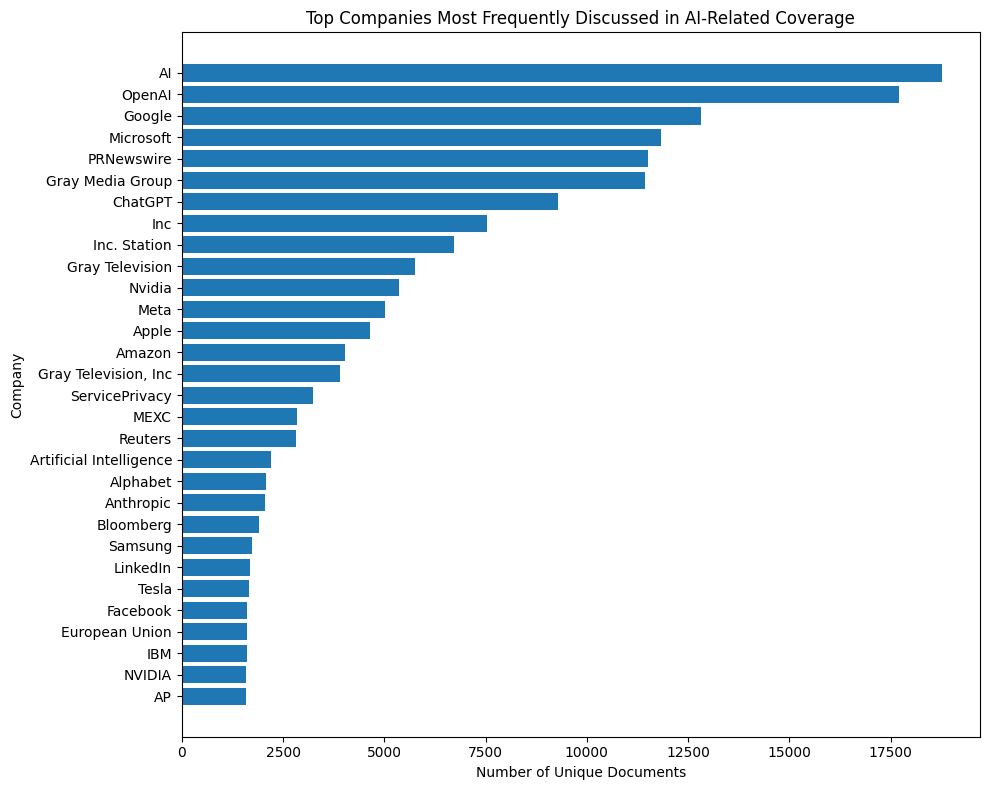 Top Companies Most Frequently Discussed in AI-Related Coverage
Company
AI
OpenAI
Google
Microsoft
PRNewswire
Gray Media Group
ChatGPT
Inc
Inc. Station
Gray Television
Nvidia
Meta
Apple
Amazon
Gray Television, Inc
ServicePrivacy
MEXC
Reuters
Artificial Intelligence
Alphabet
Anthropic
Bloomberg
Samsung
LinkedIn
Tesla
Facebook
European Union
IBM
NVIDIA
AP
0 2500 5000 7500 10000 12500 15000 17500
Number of Unique Documents